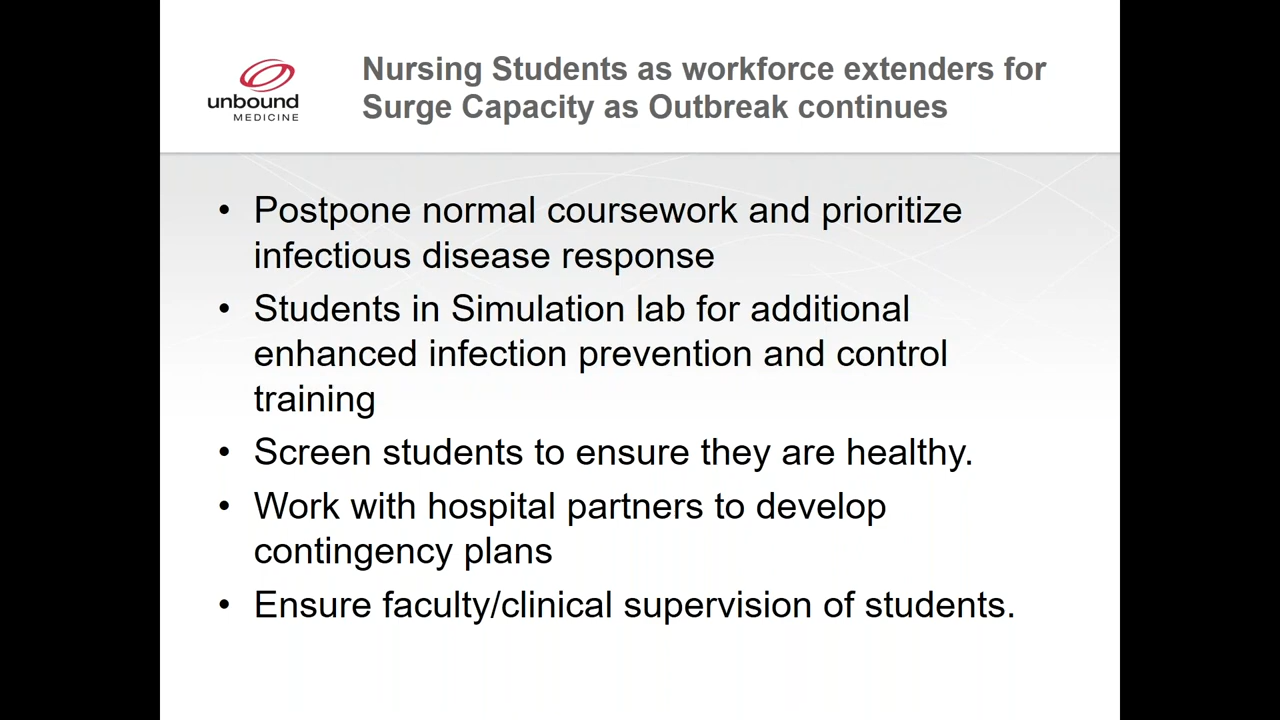 unbound
MEDICINE
Nursing Students as workforce extenders for
Surge Capacity as Outbreak continues
• Postpone normal coursework and prioritize
infectious disease response
• Students in Simulation lab for additional
enhanced infection prevention and control
training
• Screen students to ensure they are healthy.
• Work with hospital partners to develop
contingency plans
• Ensure faculty/clinical supervision of students.